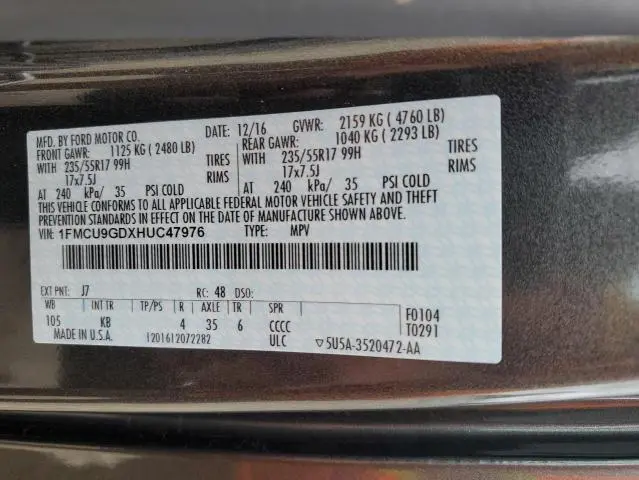 MFD. BY FORD MOTOR CO. DATE: 12/16 GVWR: 2159 KG ( 4760 LB)
FRONT GAWR: 1125 KG ( 2480 LB) REAR GAWR: 1040 KG ( 2293 LB)
WITH 235/55R17 99H TIRES WITH 235/55R17 99H TIRES
17x7.5J RIMS 17x7.5J RIMS
AT 240 kPa/ 35 PSI COLD AT 240 kPa/ 35 PSI COLD
THIS VEHICLE CONFORMS TO ALL APPLICABLE FEDERAL MOTOR VEHICLE SAFETY AND THEFT
PREVENTION STANDARDS IN EFFECT ON THE DATE OF MANUFACTURE SHOWN ABOVE.
VIN: 1FMCU9GDXHUC47976 TYPE: MPV
EXT PNT: J7 RC: 48 DSO:
WB INT TR TP/PS R AXLE TR SPR F0104
105 KB 4 35 6 CCCC T0291
MADE IN U.S.A. 1201612072282 ULC ▽5U5A-3520472-AA